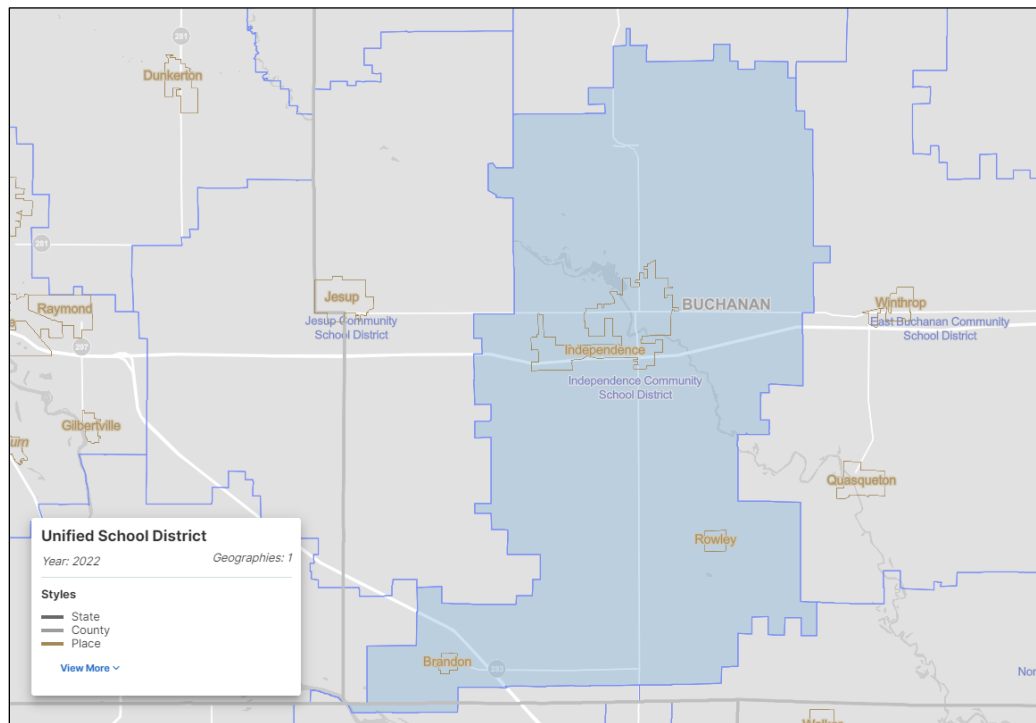 281
Dunkerton
281
Raymond
297
Jesup
Jesup Community
School District
BUCHANAN
Winthrop
East Buchanan Community
School District
Independence
Independence Community
School District
Gilbertville
Quasqueton
Rowley
Brandon
283
Unified School District
Year: 2022
Geographies: 1
Styles
State
County
Place
View More